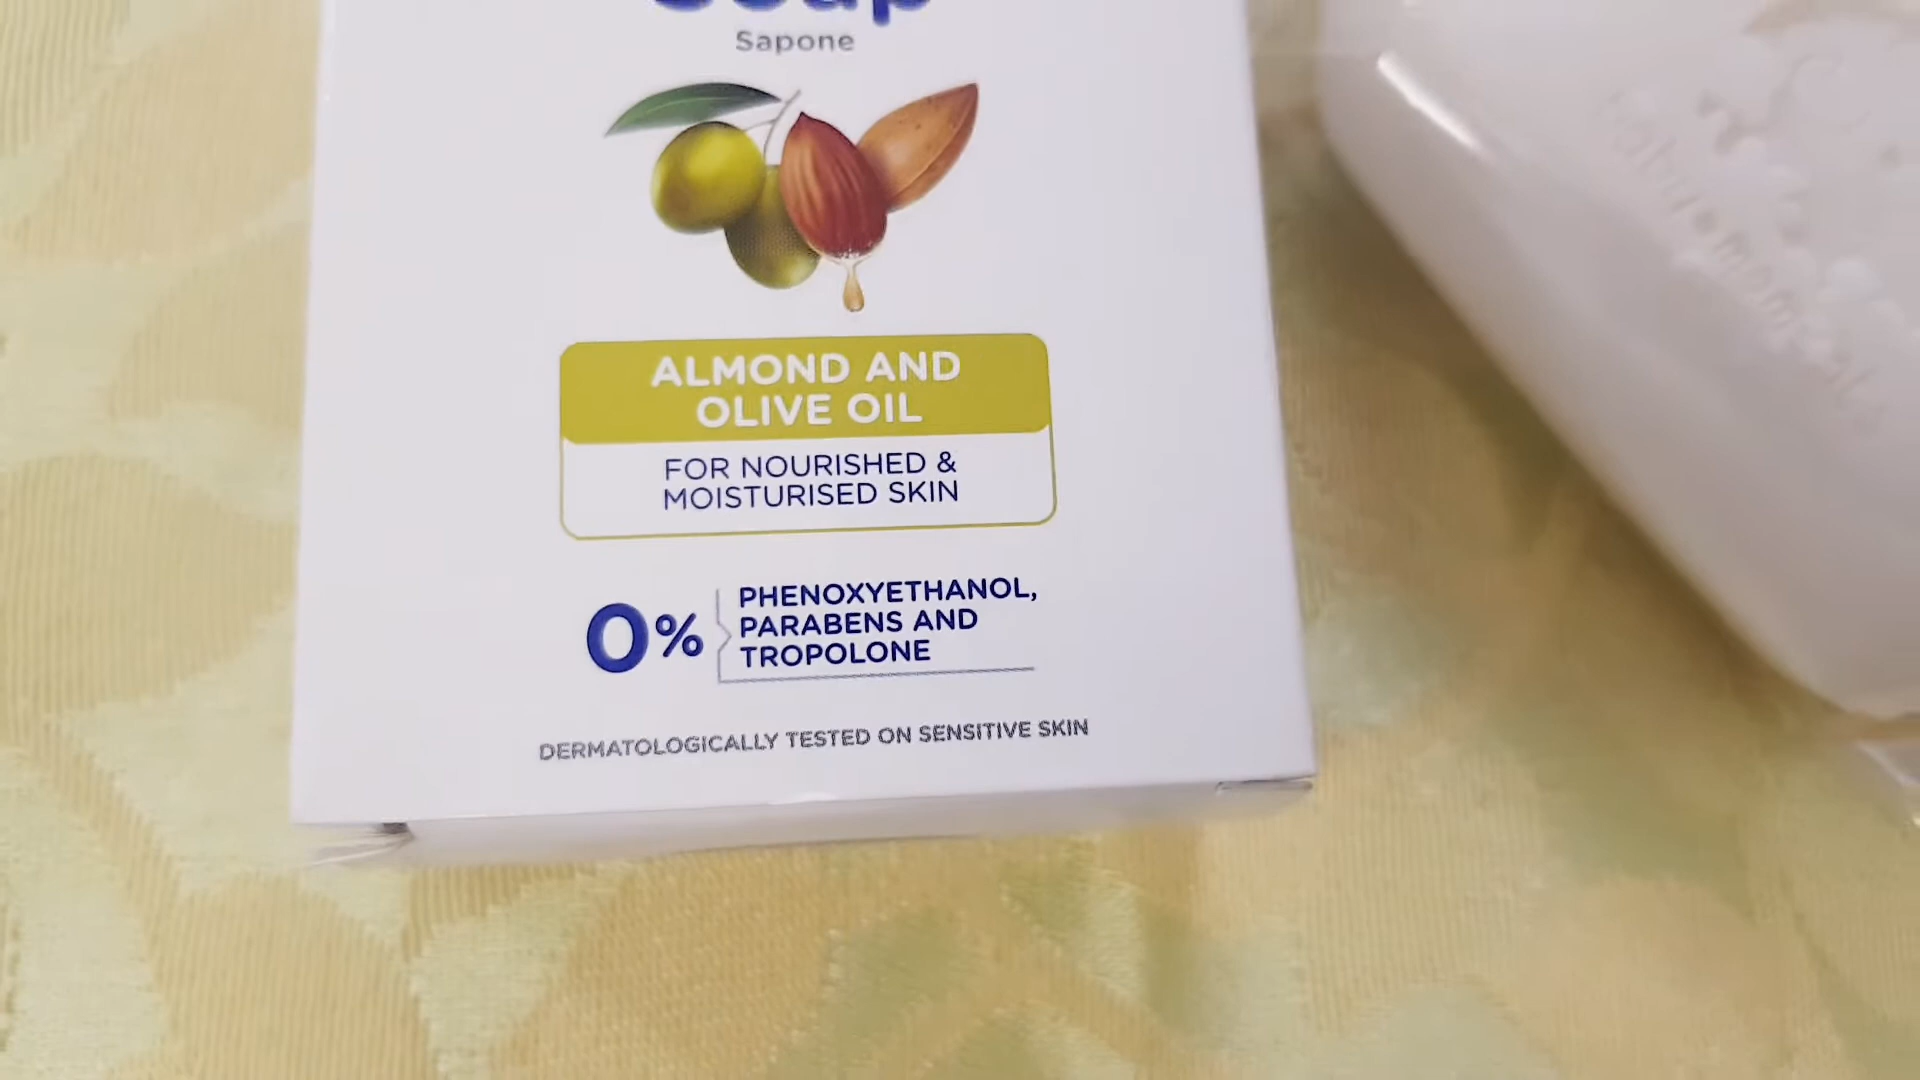 Soap
Sapone
ALMOND AND
OLIVE OIL
FOR NOURISHED &
MOISTURISED SKIN
0%
PHENOXYETHANOL,
PARABENS AND
TROPOLONE
DERMATOLOGICALLY TESTED ON SENSITIVE SKIN